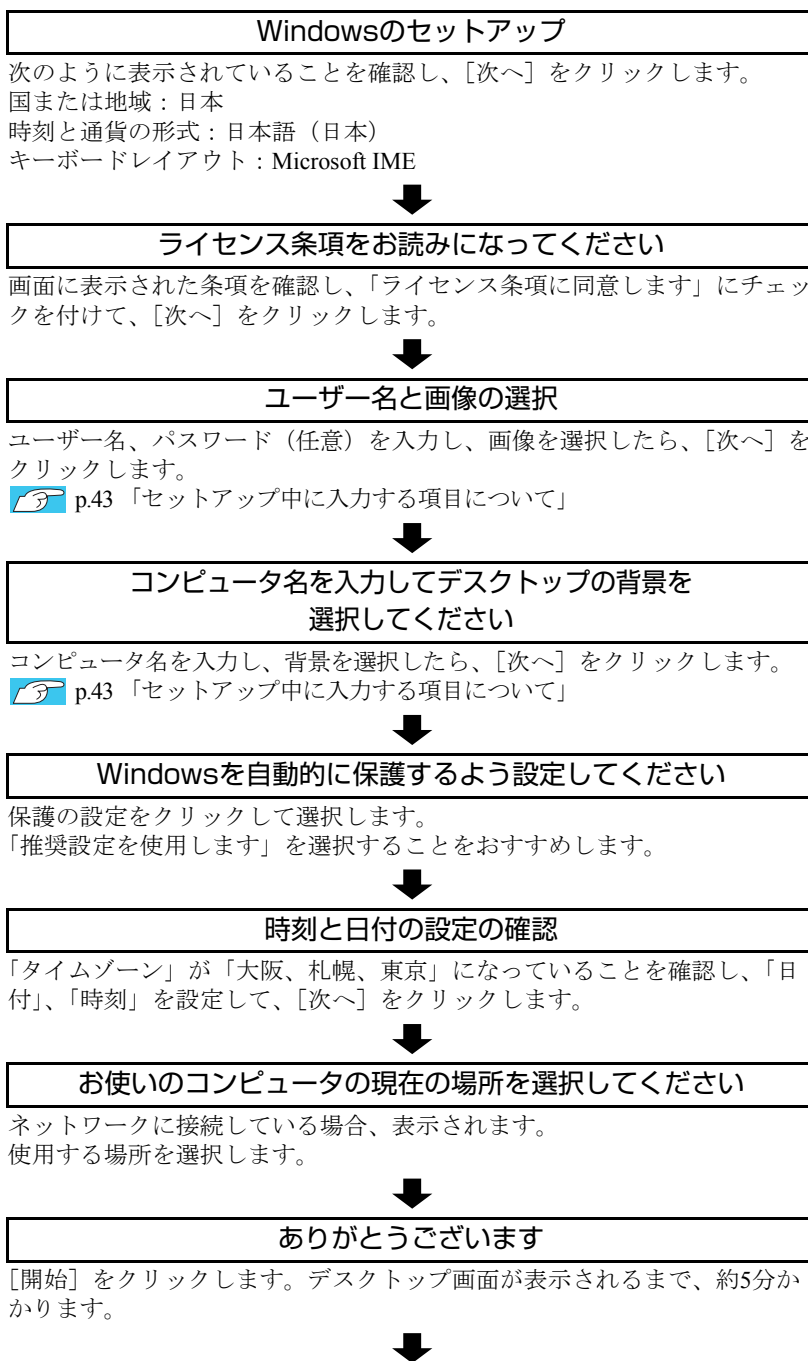 Windowsのセットアップ
次のように表示されていることを確認し、［次へ］をクリックします。
国または地域：日本
時刻と通貨の形式：日本語（日本）
キーボードレイアウト：Microsoft IME
ライセンス条項をお読みになってください
画面に表示された条項を確認し、「ライセンス条項に同意します」にチェッ
クを付けて、［次へ］をクリックします。
ユーザー名と画像の選択
ユーザー名、パスワード（任意）を入力し、画像を選択したら、［次へ］を
クリックします。
p.43 「セットアップ中に入力する項目について」
コンピュータ名を入力してデスクトップの背景を
選択してください
コンピュータ名を入力し、背景を選択したら、［次へ］をクリックします。
p.43 「セットアップ中に入力する項目について」
Windowsを自動的に保護するよう設定してください
保護の設定をクリックして選択します。
「推奨設定を使用します」を選択することをおすすめします。
時刻と日付の設定の確認
「タイムゾーン」が「大阪、札幌、東京」になっていることを確認し、「日
付」、「時刻」を設定して、［次へ］をクリックします。
お使いのコンピュータの現在の場所を選択してください
ネットワークに接続している場合、表示されます。
使用する場所を選択します。
ありがとうございます
［開始］をクリックします。デスクトップ画面が表示されるまで、約5分か
かります。